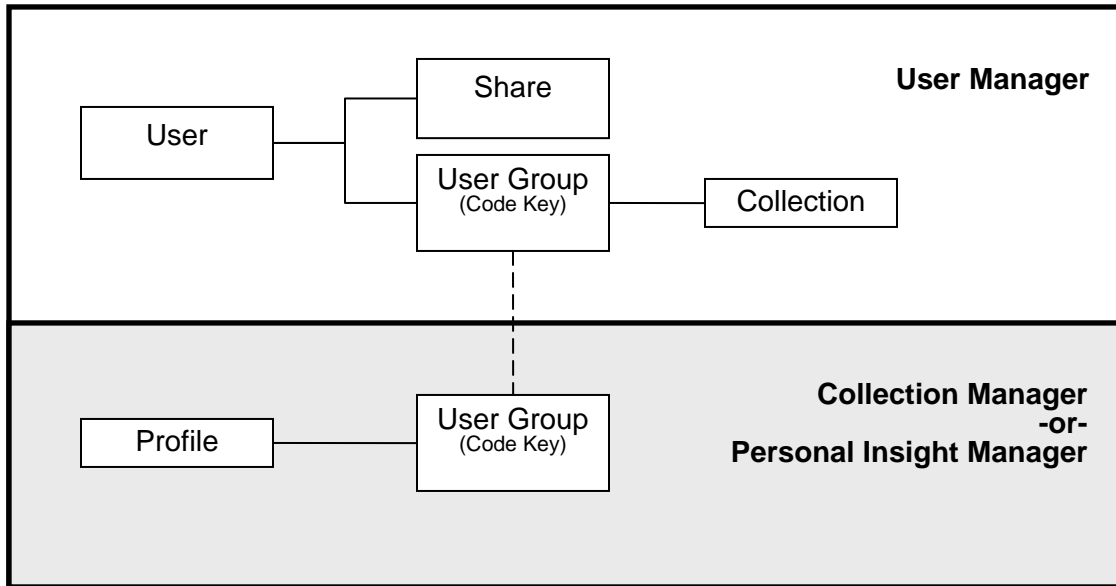 User Manager
Share
User
User Group
(Code Key)
Collection
Collection Manager
-or-
Personal Insight Manager
User Group
(Code Key)
Profile